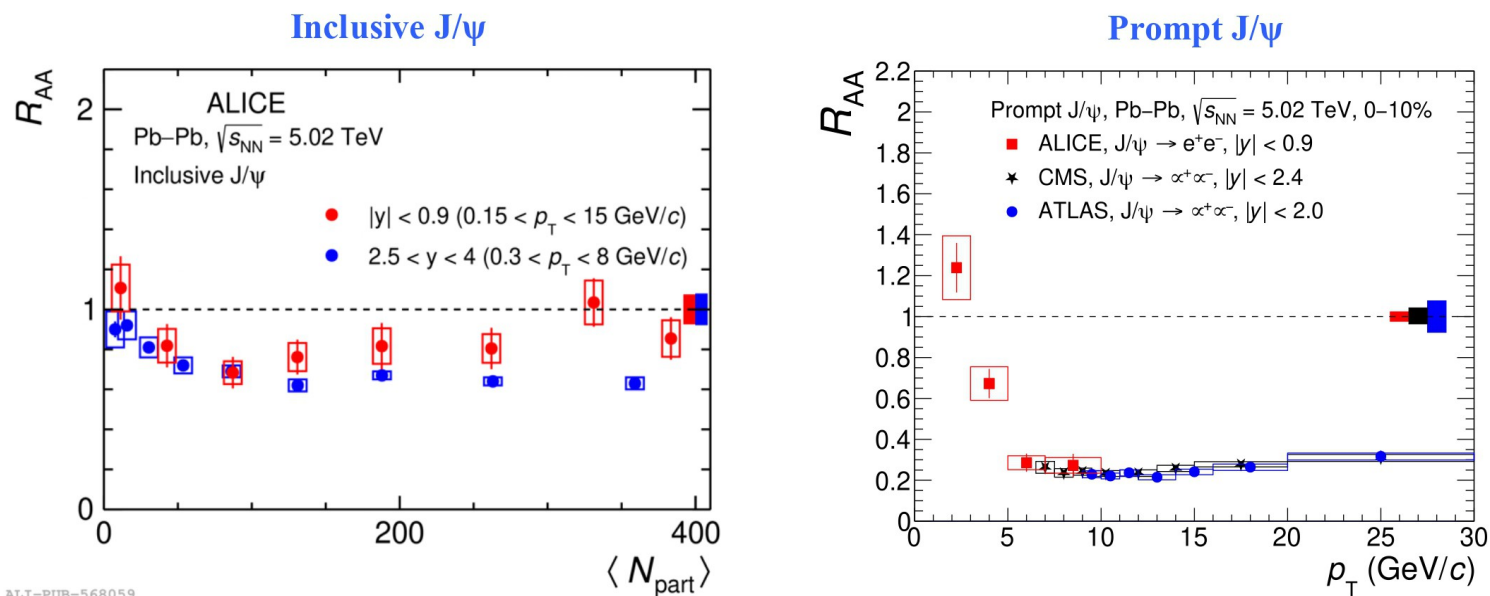 Inclusive J/ψ
R_AA
ALICE
Pb−Pb, √s_NN = 5.02 TeV
Inclusive J/ψ
|y| < 0.9 (0.15 < p_T < 15 GeV/c)
2.5 < y < 4 (0.3 < p_T < 8 GeV/c)
2
1
0
0 200 400
⟨ N_part ⟩
ALI-PUB-568059
Prompt J/ψ
R_AA
Prompt J/ψ, Pb−Pb, √s_NN = 5.02 TeV, 0−10%
ALICE, J/ψ → e⁺e⁻, |y| < 0.9
CMS, J/ψ → ∝⁺∝⁻, |y| < 2.4
ATLAS, J/ψ → ∝⁺∝⁻, |y| < 2.0
2.2
2
1.8
1.6
1.4
1.2
1
0.8
0.6
0.4
0.2
0
0 5 10 15 20 25 30
p_T (GeV/c)